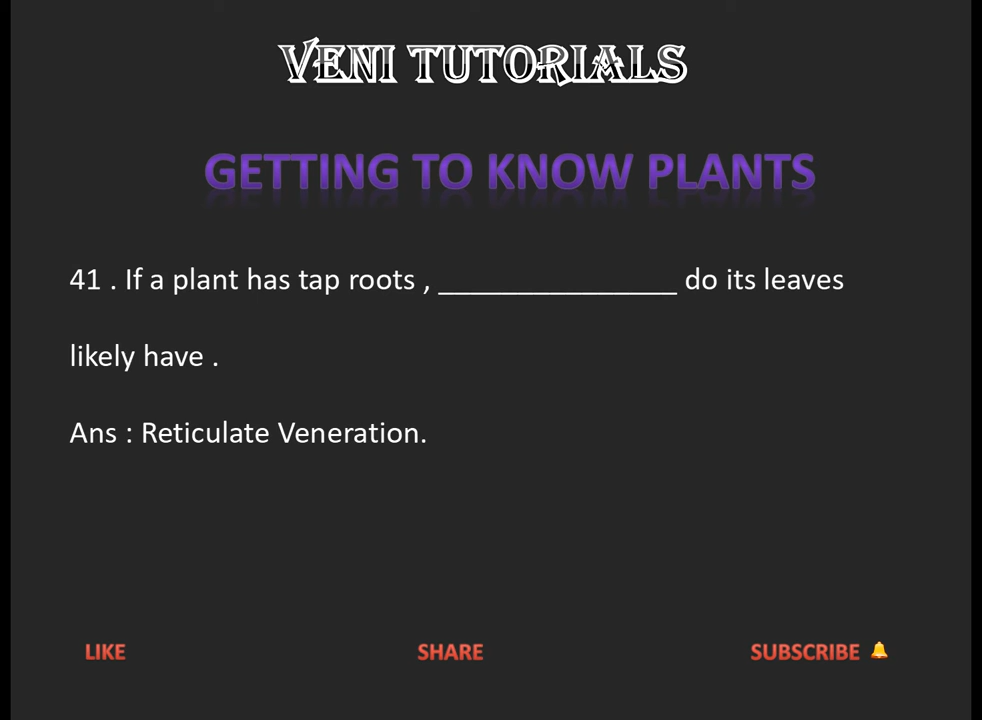 VENI TUTORIALS
GETTING TO KNOW PLANTS
41 . If a plant has tap roots , _______________ do its leaves
likely have .
Ans : Reticulate Veneration.
LIKE SHARE SUBSCRIBE